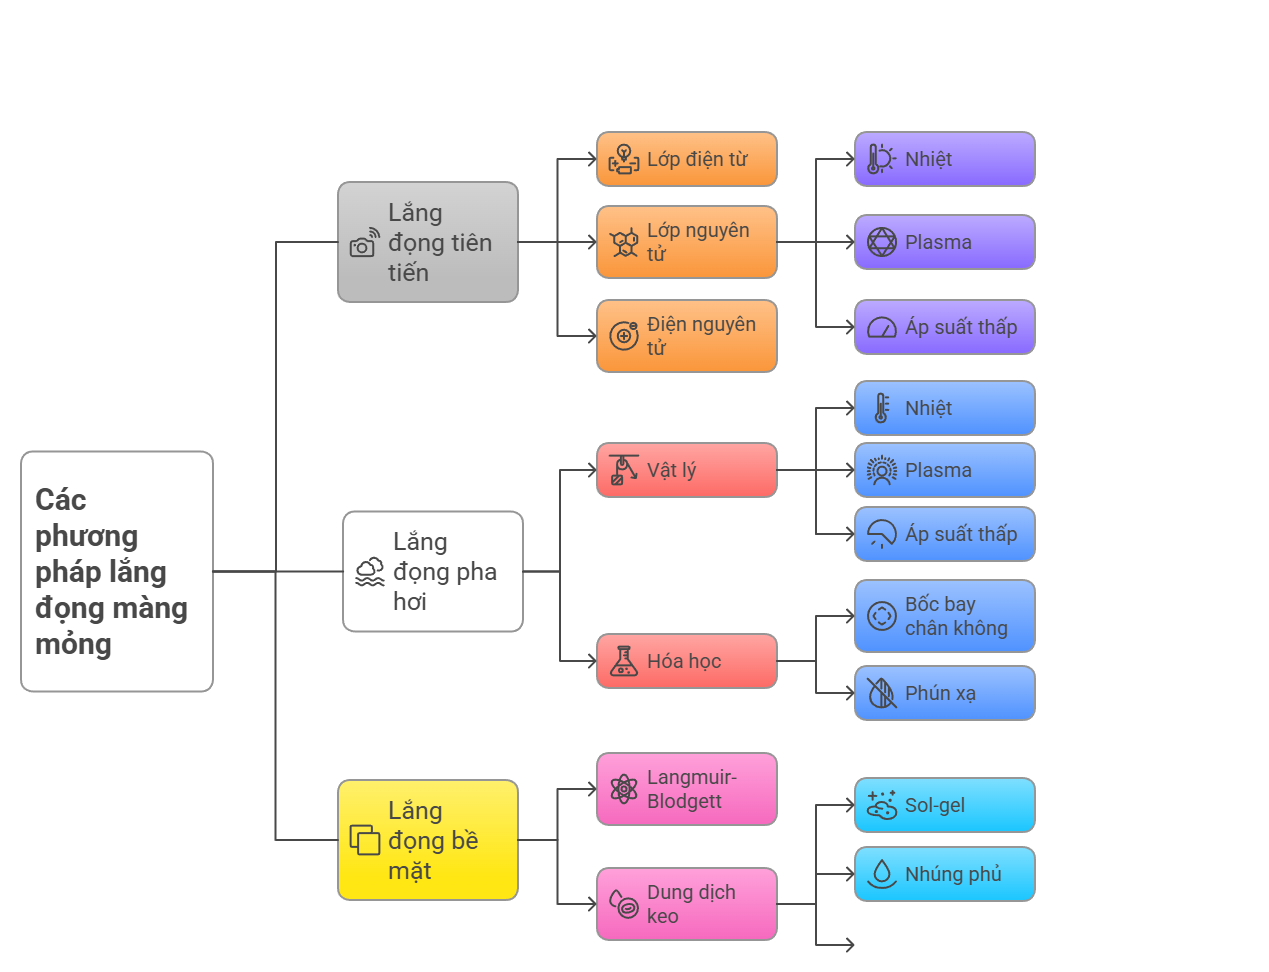 Các
phương
pháp lắng
đọng màng
mỏng
Lắng
đọng tiên
tiến
Lớp điện từ
Lớp nguyên
tử
Điện nguyên
tử
Nhiệt
Plasma
Áp suất thấp
Lắng
đọng pha
hơi
Vật lý
Nhiệt
Plasma
Áp suất thấp
Hóa học
Bốc bay
chân không
Phún xạ
Lắng
đọng bề
mặt
Langmuir-
Blodgett
Dung dịch
keo
Sol-gel
Nhúng phủ